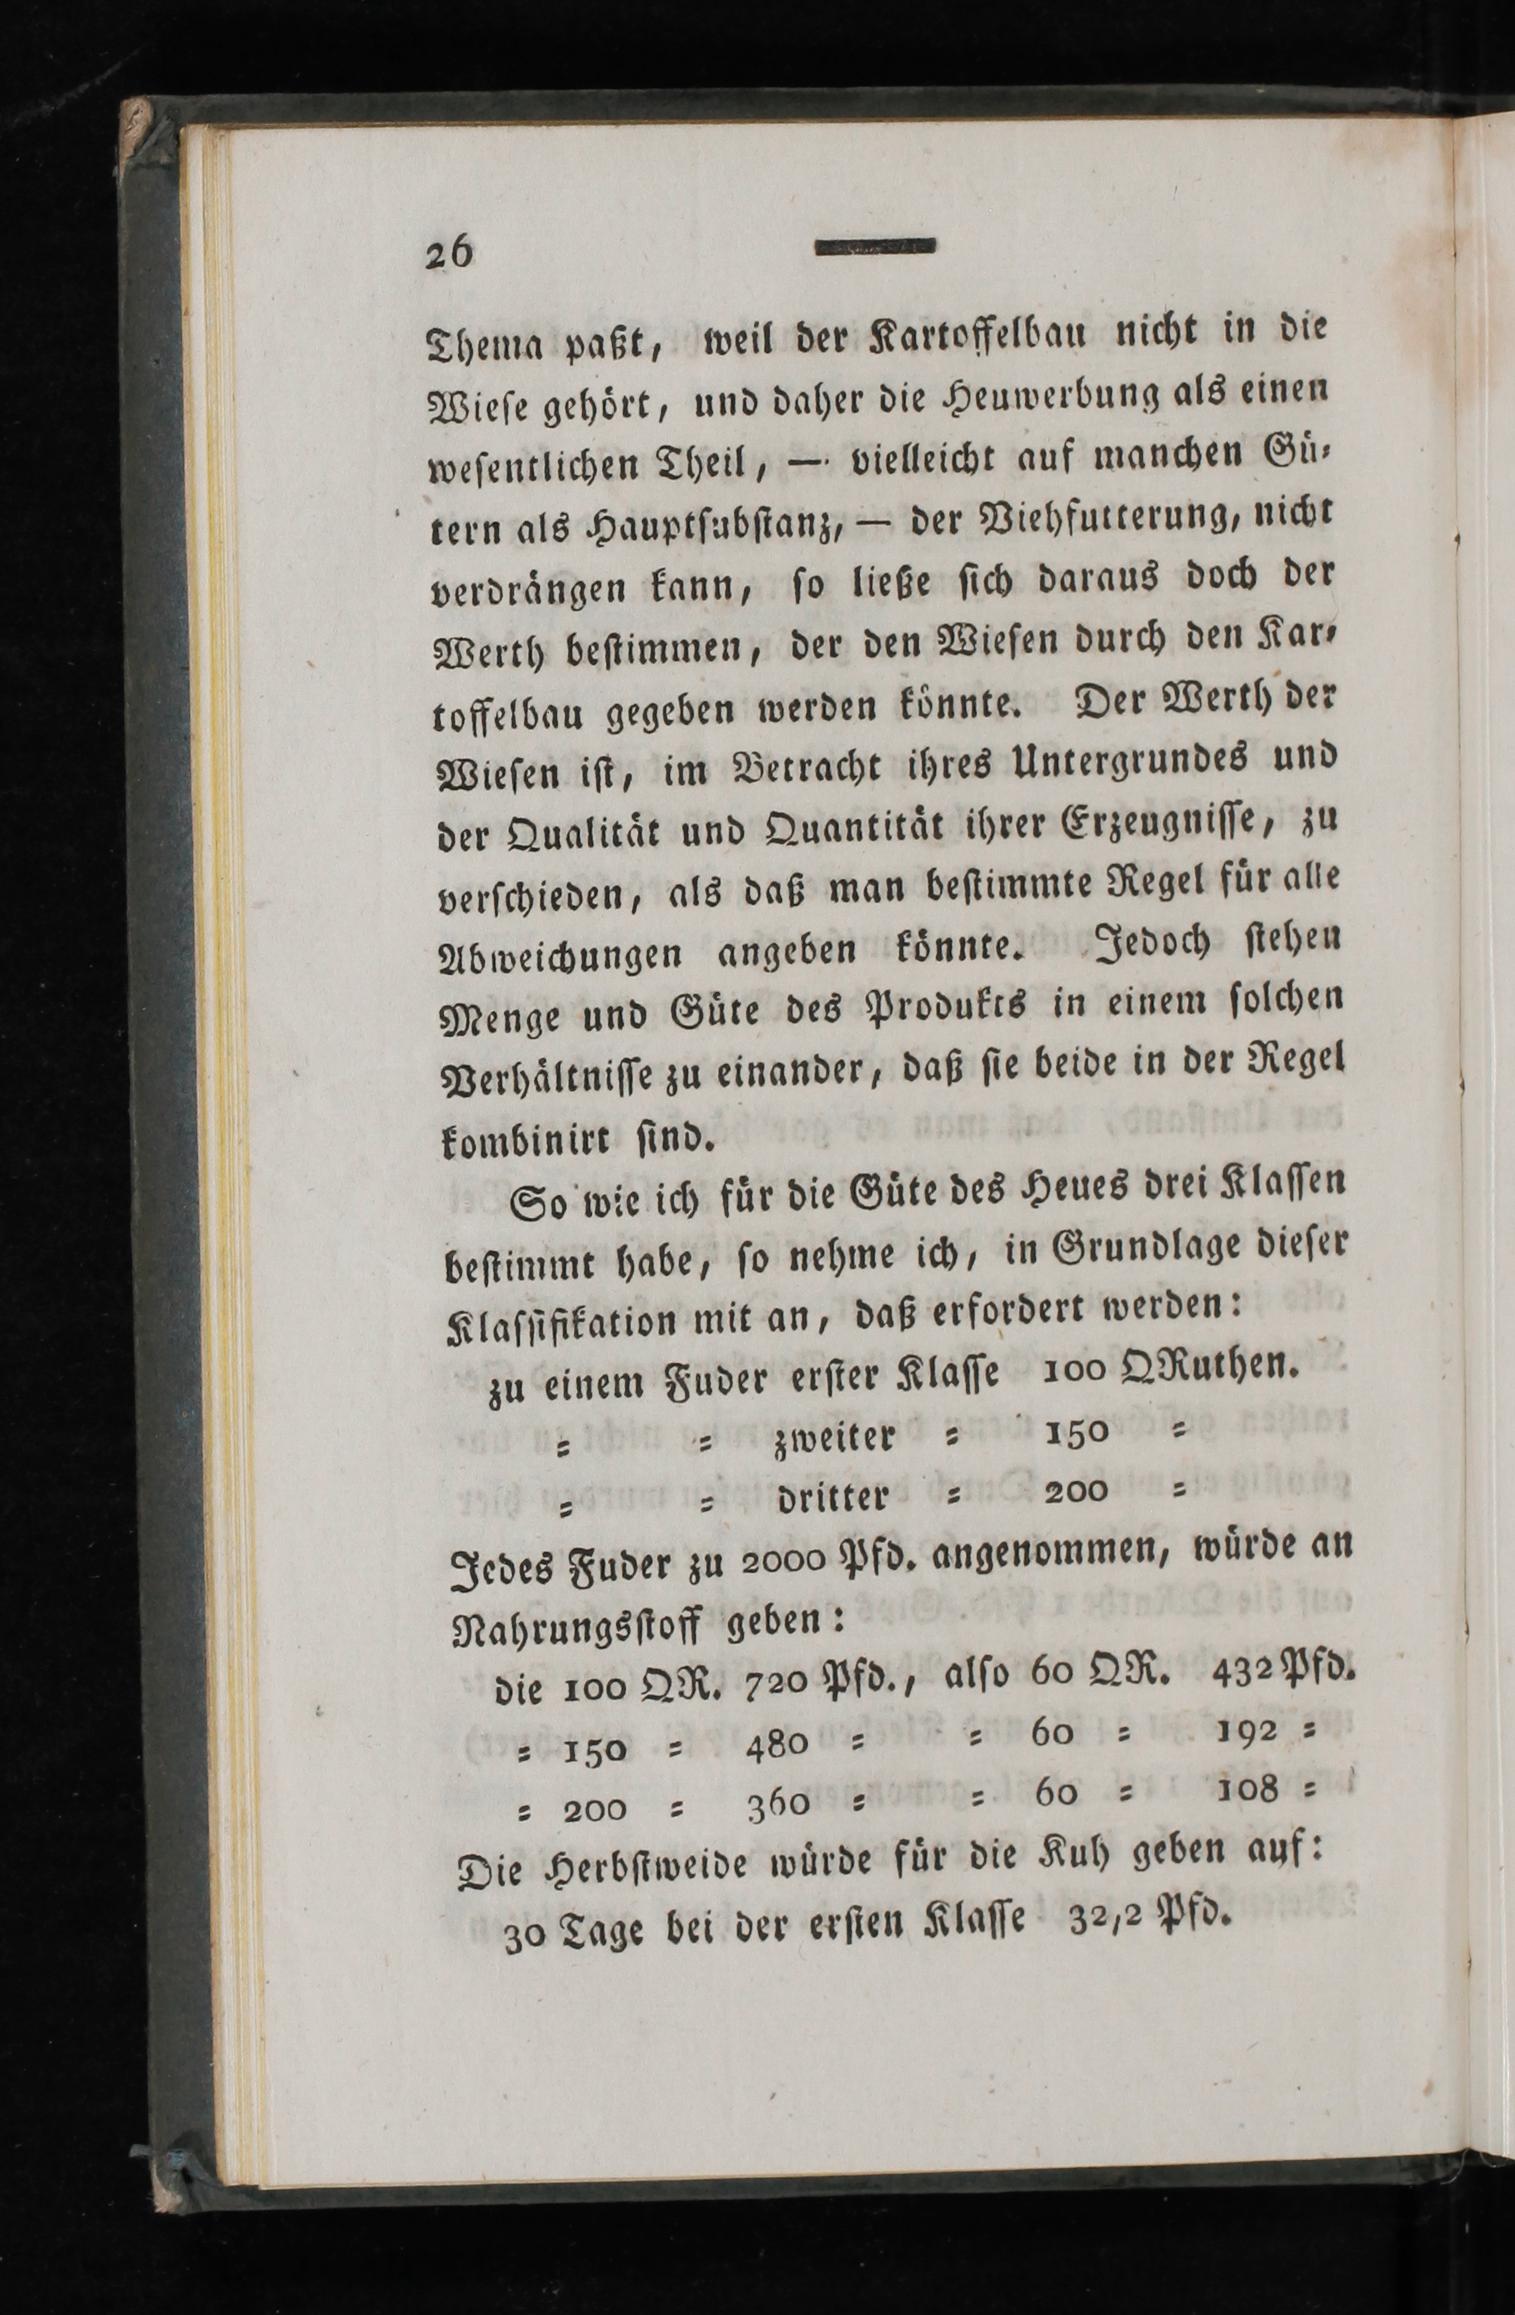 26
Thema paßt, weil der Kartoffelbau nicht in die
Wiese gehört, und daher die Heuwerbung als einen
wesentlichen Theil, — vielleicht auf manchen Gü⸗
tern als Hauptsubstanz, — der Viehfutterung, nicht
verdrängen kann, so ließe sich daraus doch der
Werth bestimmen, der den Wiesen durch den Kar⸗
toffelbau gegeben werden könnte. Der Werth der
Wiesen ist, im Betracht ihres Untergrundes und
der Qualität und Quantität ihrer Erzeugnisse, zu
verschieden, als daß man bestimmte Regel für alle
Abweichungen angeben könnte. Jedoch stehen
Menge und Güte des Produkts in einem solchen
Verhältnisse zu einander, daß sie beide in der Regel
kombinirt sind.
So wie ich für die Güte des Heues drei Klassen
bestimmt habe, so nehme ich, in Grundlage dieser
Klassifikation mit an, daß erfordert werden:
zu einem Fuder erster Klasse 100 QRuthen.
⸗ ⸗ zweiter ⸗ 150 ⸗
⸗ ⸗ dritter ⸗ 200 ⸗
Jedes Fuder zu 2000 Pfd. angenommen, würde an
Nahrungsstoff geben:
die 100 QR. 720 Pfd., also 60 QR. 432 Pfd.
⸗ 150 ⸗ 480 ⸗ ⸗ 60 ⸗ 192 ⸗
⸗ 200 ⸗ 360 ⸗ ⸗ 60 ⸗ 108 ⸗
Die Herbstweide würde für die Kuh geben auf:
30 Tage bei der ersten Klasse 32,2 Pfd.